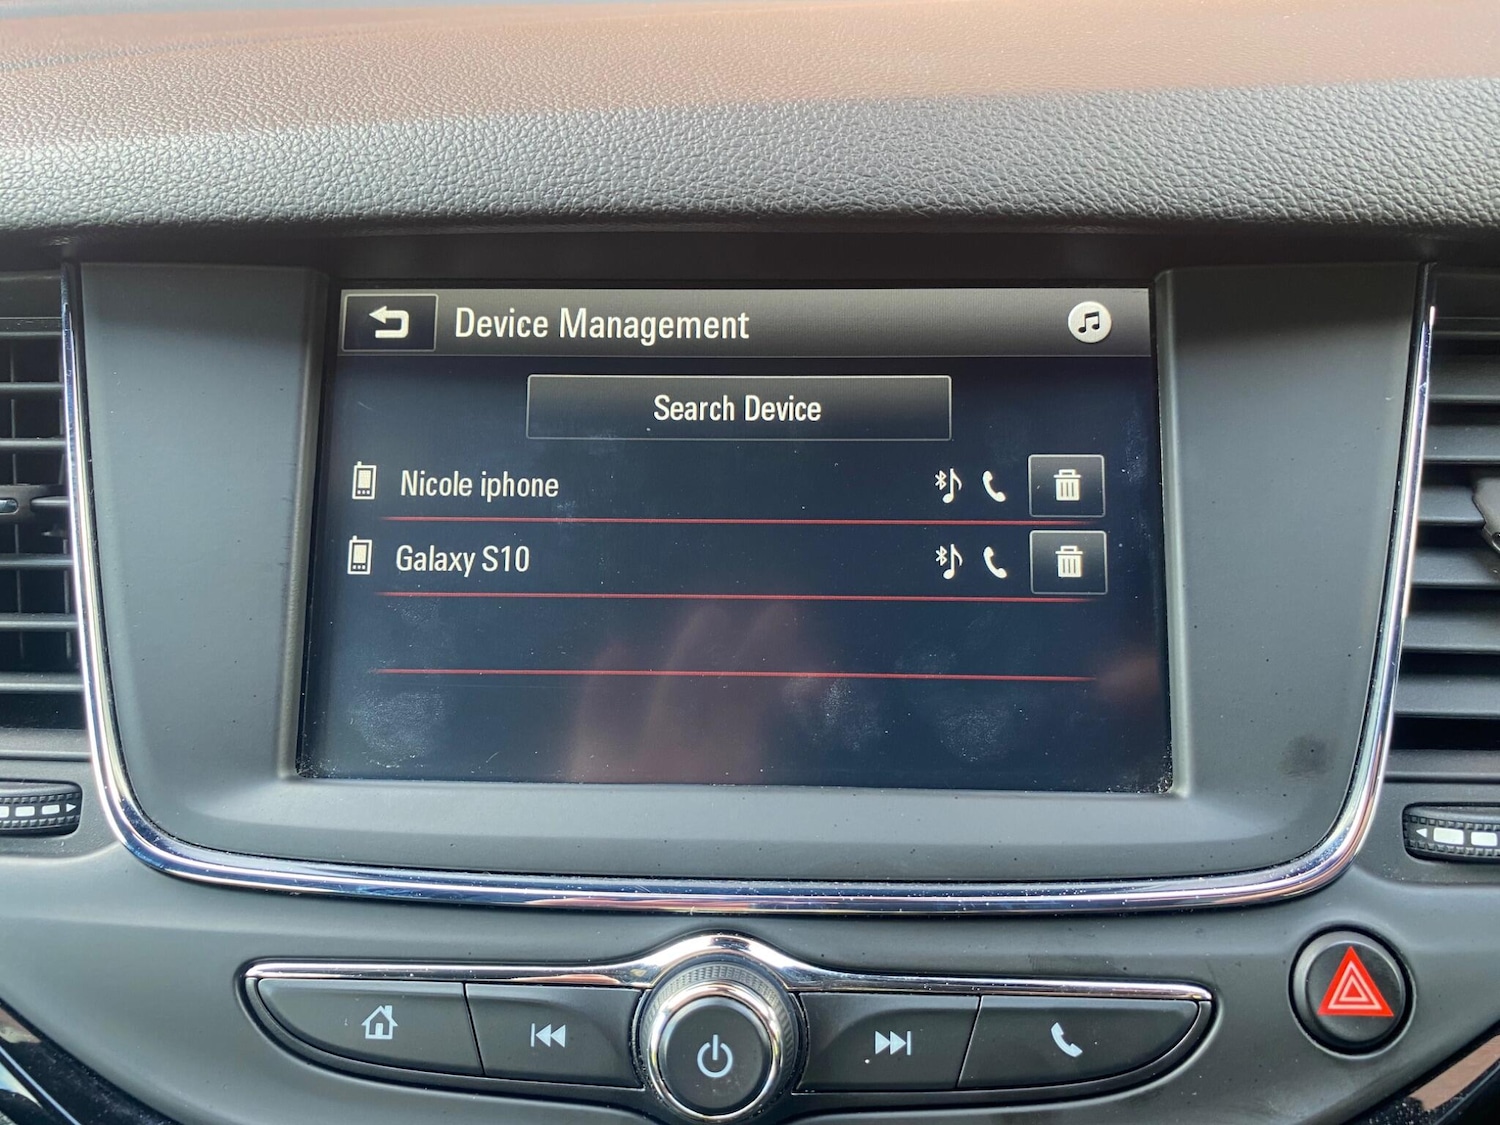 Device Management
Search Device
Nicole iphone
Galaxy S10